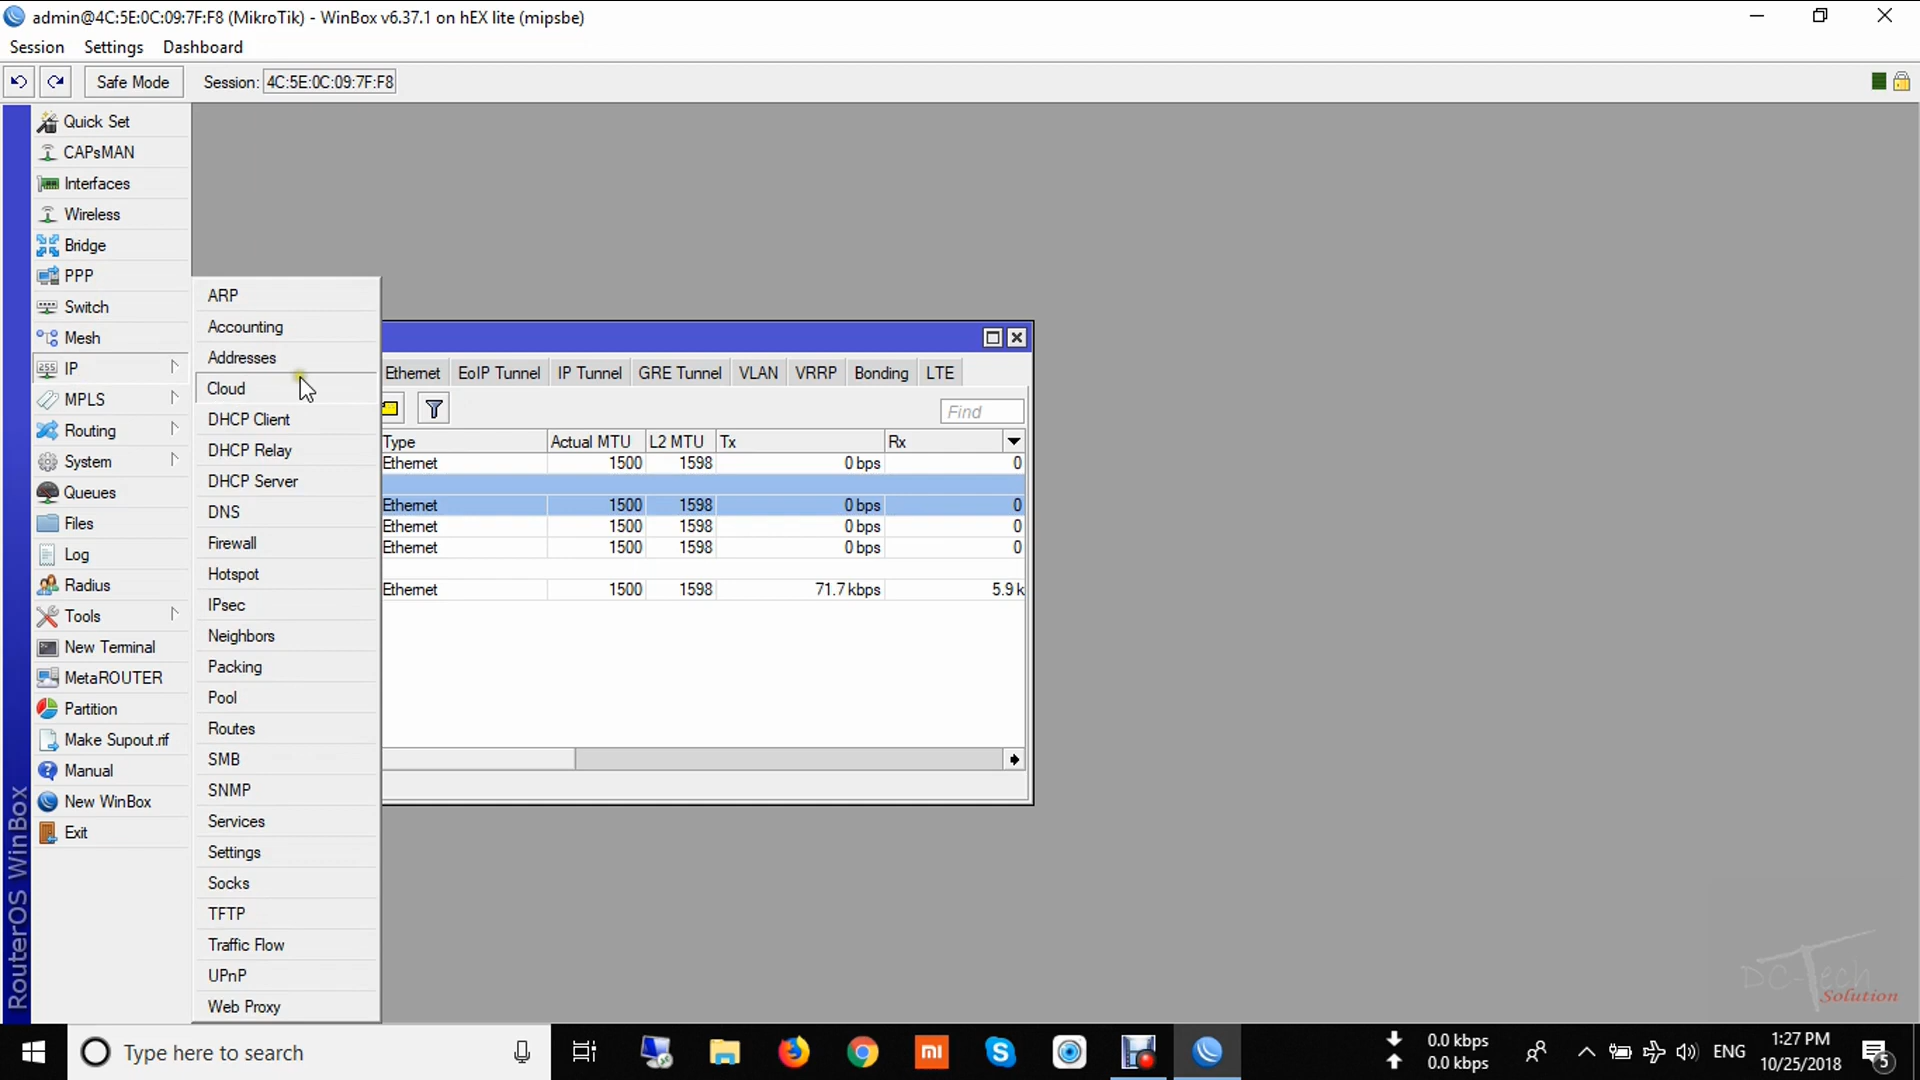 admin@4C:5E:0C:09:7F:F8 (MikroTik) - WinBox v6.37.1 on hEX lite (mipsbe)
Session Settings Dashboard
Safe Mode Session: 4C:5E:0C:09:7F:F8
Quick Set
CAPsMAN
Interfaces
Wireless
Bridge
PPP
Switch
Mesh
IP
MPLS
Routing
System
Queues
Files
Log
Radius
Tools
New Terminal
MetaROUTER
Partition
Make Supout.rif
Manual
New WinBox
Exit
RouterOS WinBox
ARP
Accounting
Addresses
Cloud
DHCP Client
DHCP Relay
DHCP Server
DNS
Firewall
Hotspot
IPsec
Neighbors
Packing
Pool
Routes
SMB
SNMP
Services
Settings
Socks
TFTP
Traffic Flow
UPnP
Web Proxy
Ethernet EoIP Tunnel IP Tunnel GRE Tunnel VLAN VRRP Bonding LTE
Find
Type Actual MTU L2 MTU Tx Rx
Ethernet 1500 1598 0 bps 0
Ethernet 1500 1598 0 bps 0
Ethernet 1500 1598 0 bps 0
Ethernet 1500 1598 0 bps 0
Ethernet 1500 1598 71.7 kbps 5.9 k
DC-Tech
Solution
Type here to search
mi
0.0 kbps
0.0 kbps
ENG
1:27 PM
10/25/2018
5